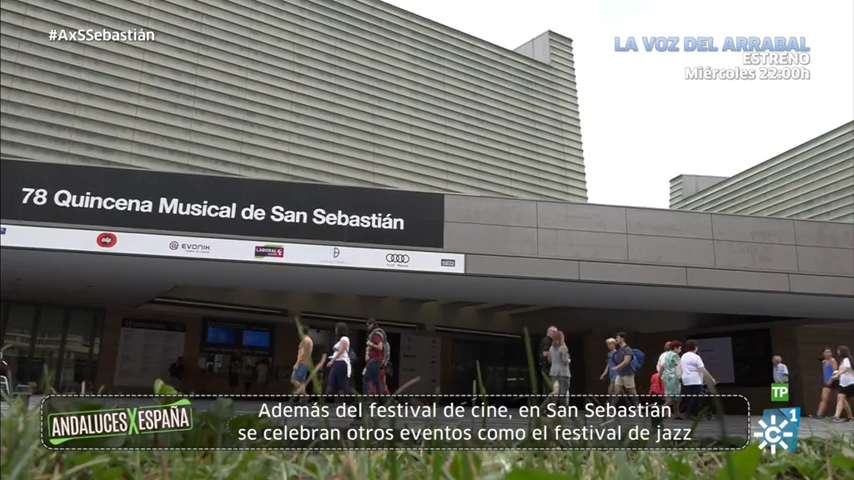 #AxSSebastián
LA VOZ DEL ARRABAL
ESTRENO
Miércoles 22:00h
78 Quincena Musical de San Sebastián
edp
EVONIK
LABORAL
SER
TP
1
ANDALUCES X ESPAÑA
Además del festival de cine, en San Sebastián
se celebran otros eventos como el festival de jazz